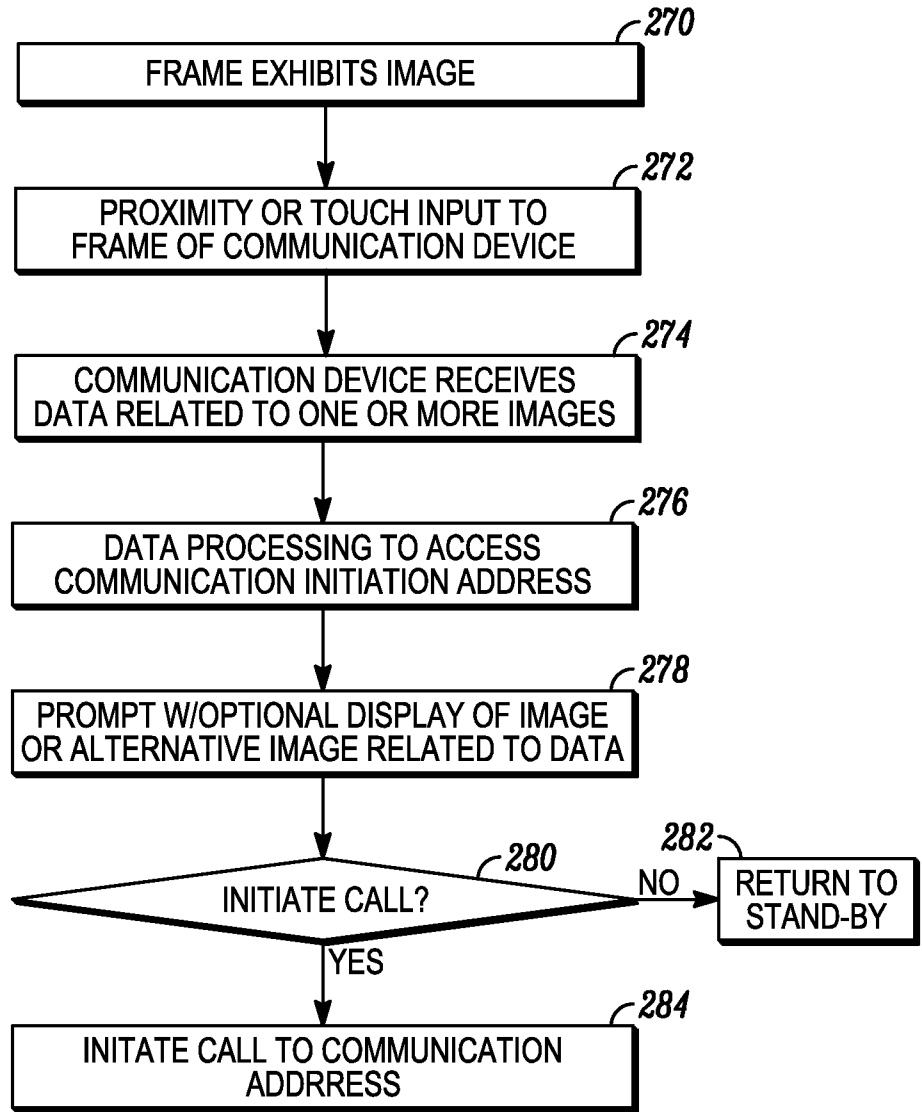 270
FRAME EXHIBITS IMAGE
272
PROXIMITY OR TOUCH INPUT TO
FRAME OF COMMUNICATION DEVICE
274
COMMUNICATION DEVICE RECEIVES
DATA RELATED TO ONE OR MORE IMAGES
276
DATA PROCESSING TO ACCESS
COMMUNICATION INITIATION ADDRESS
278
PROMPT W/OPTIONAL DISPLAY OF IMAGE
OR ALTERNATIVE IMAGE RELATED TO DATA
280
INITIATE CALL?
NO
282
RETURN TO
STAND-BY
YES
284
INITATE CALL TO COMMUNICATION
ADDRRESS